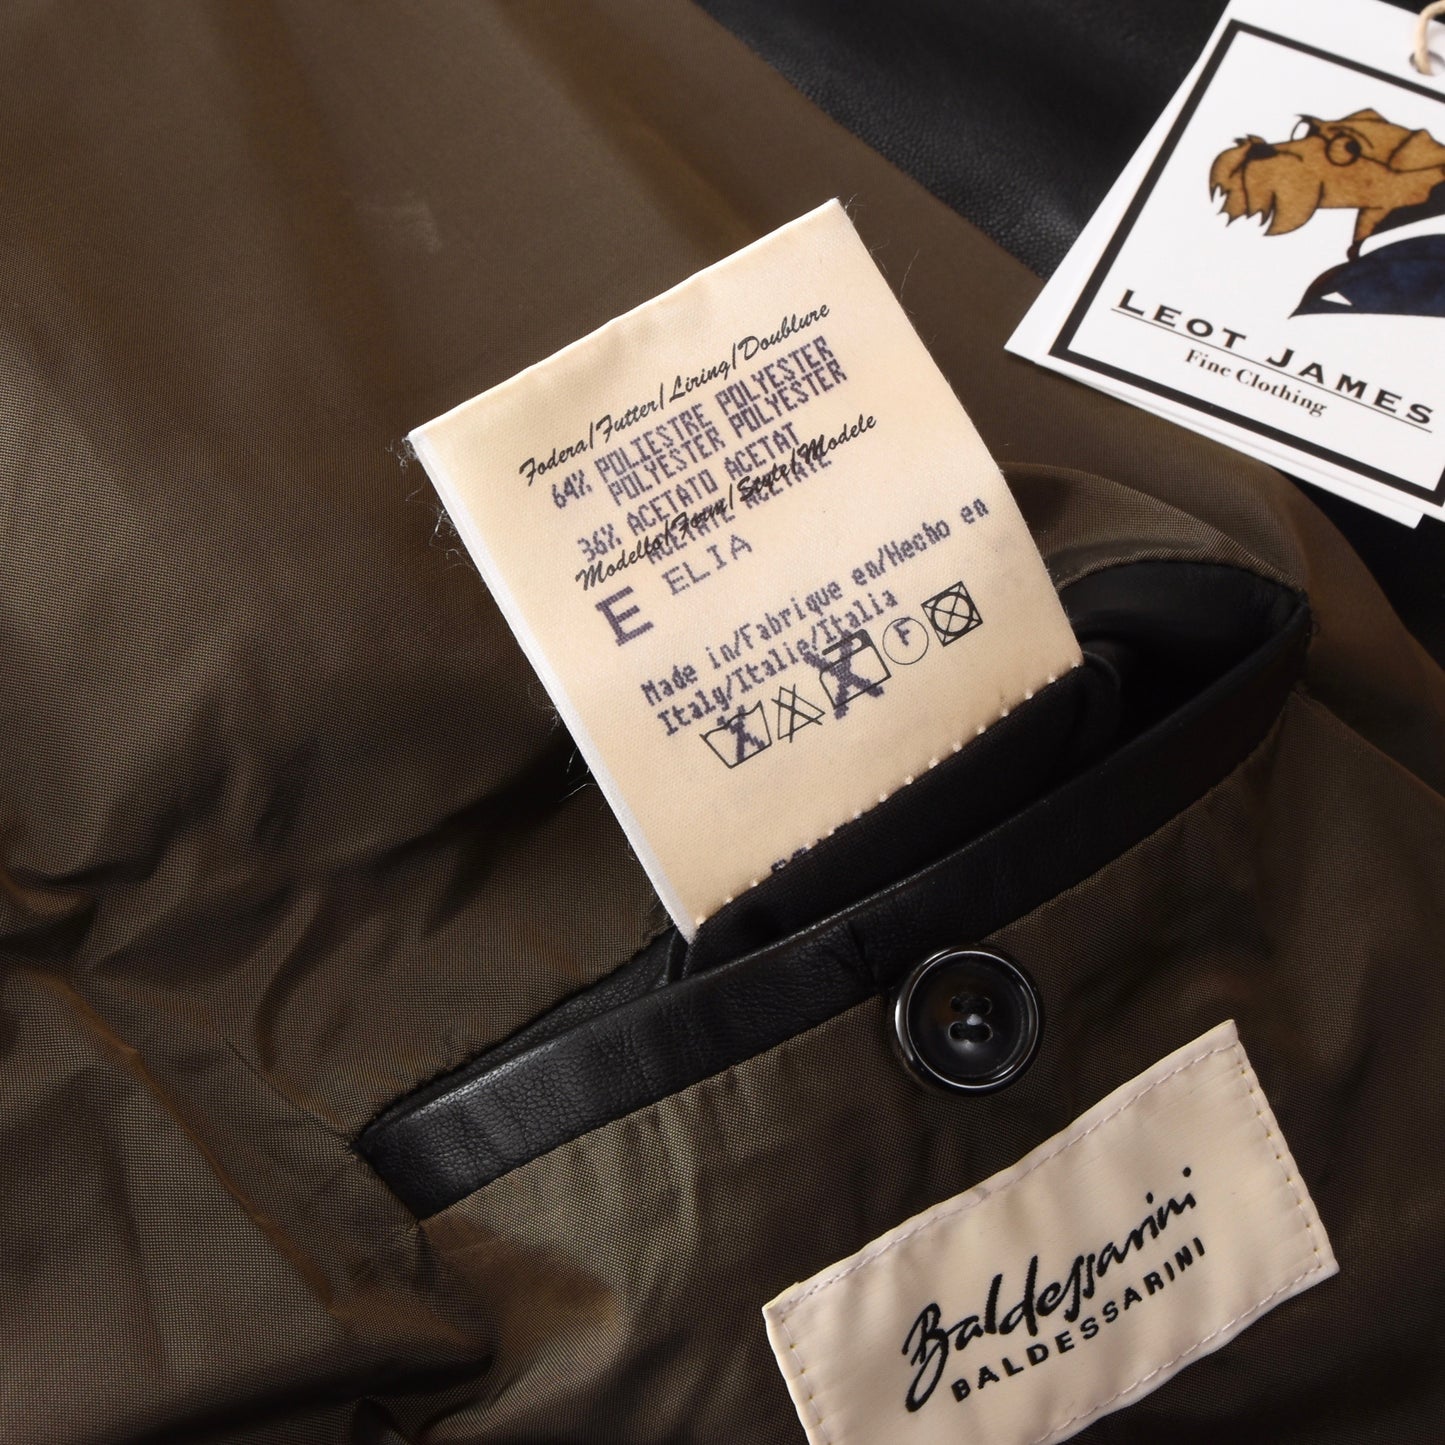 Fodera/Futter/Lining/Doublure
64% POLIESTRE POLYESTER
POLYESTER POLYESTER
36% ACETATO ACETAT
ACETATE ACETATE
Modello/Form/Style/Modele
E ELIA
Made in/Fabrique en/Hecho en
Italy/Italie/Italia
F
LEOT JAMES
Fine Clothing
Baldessarini
BALDESSARINI